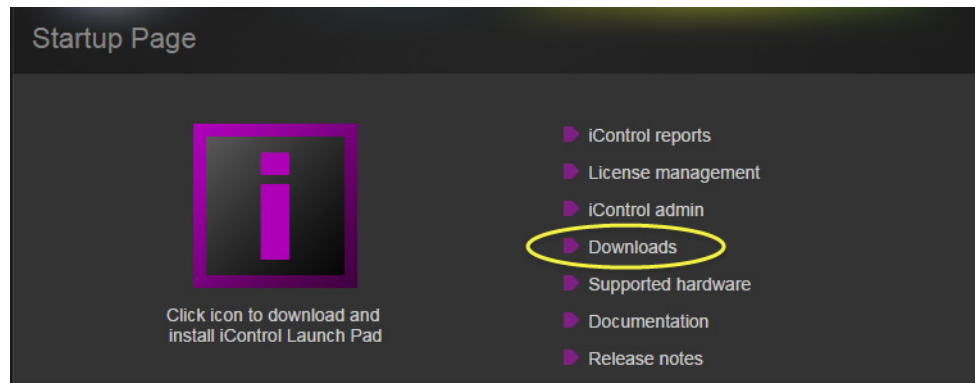 Startup Page
Click icon to download and
install iControl Launch Pad
iControl reports
License management
iControl admin
Downloads
Supported hardware
Documentation
Release notes